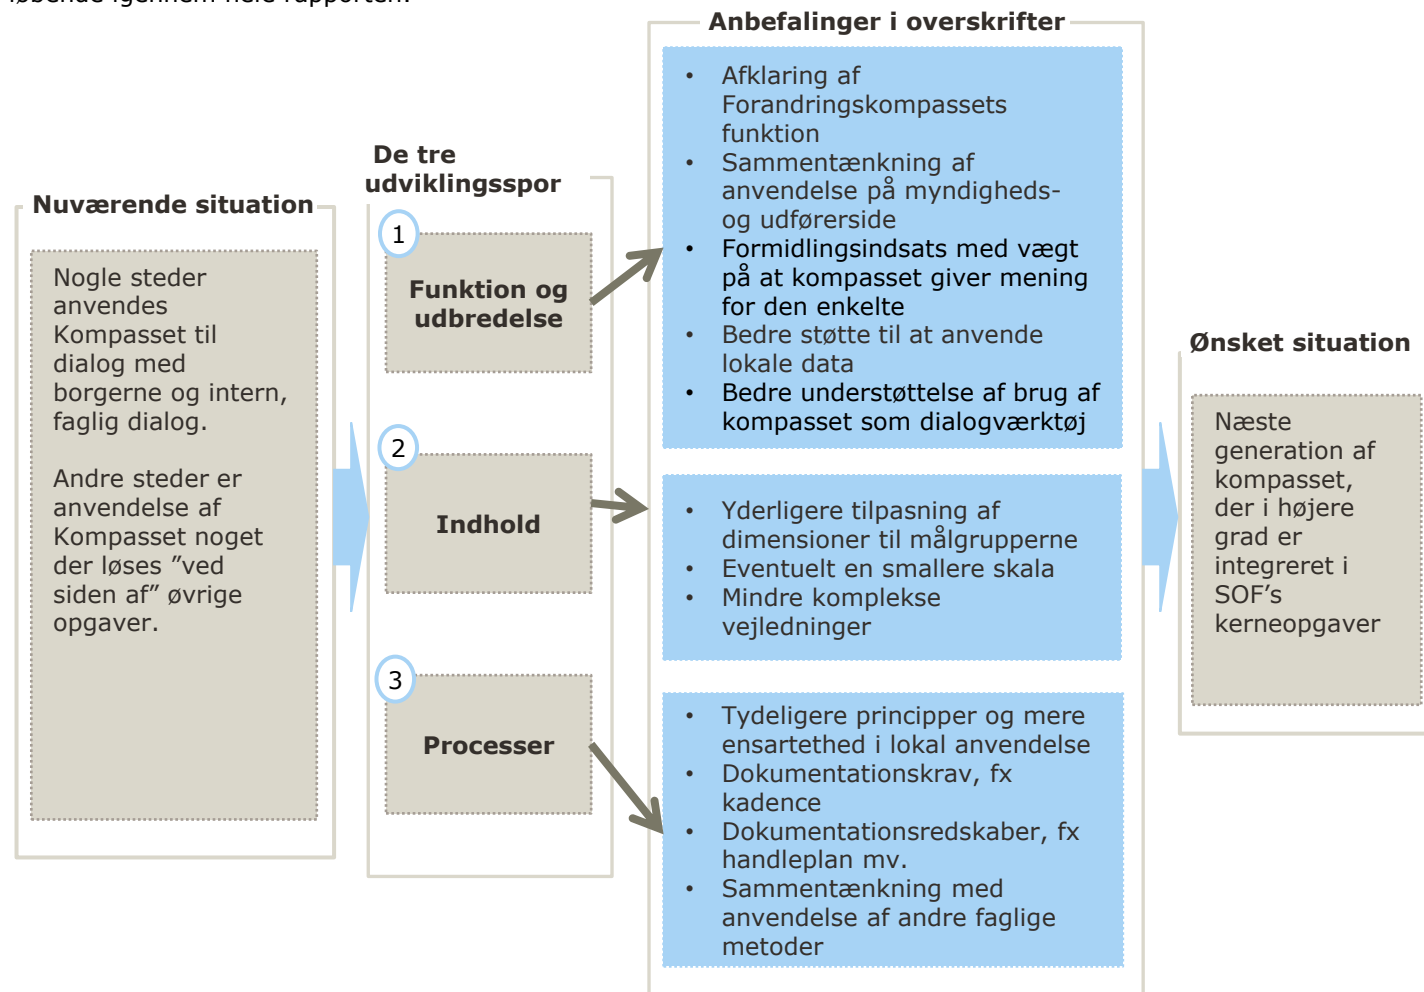 løbende igennem hele rapporten.
Anbefalinger i overskrifter
Nuværende situation
Nogle steder
anvendes
Kompasset til
dialog med
borgerne og intern,
faglig dialog.
Andre steder er
anvendelse af
Kompasset noget
der løses ”ved
siden af” øvrige
opgaver.
De tre
udviklingsspor
1
Funktion og
udbredelse
2
Indhold
3
Processer
• Afklaring af
Forandringskompassets
funktion
• Sammentænkning af
anvendelse på myndigheds-
og udførerside
• Formidlingsindsats med vægt
på at kompasset giver mening
for den enkelte
• Bedre støtte til at anvende
lokale data
• Bedre understøttelse af brug af
kompasset som dialogværktøj
• Yderligere tilpasning af
dimensioner til målgrupperne
• Eventuelt en smallere skala
• Mindre komplekse
vejledninger
• Tydeligere principper og mere
ensartethed i lokal anvendelse
• Dokumentationskrav, fx
kadence
• Dokumentationsredskaber, fx
handleplan mv.
• Sammentænkning med
anvendelse af andre faglige
metoder
Ønsket situation
Næste
generation af
kompasset,
der i højere
grad er
integreret i
SOF’s
kerneopgaver